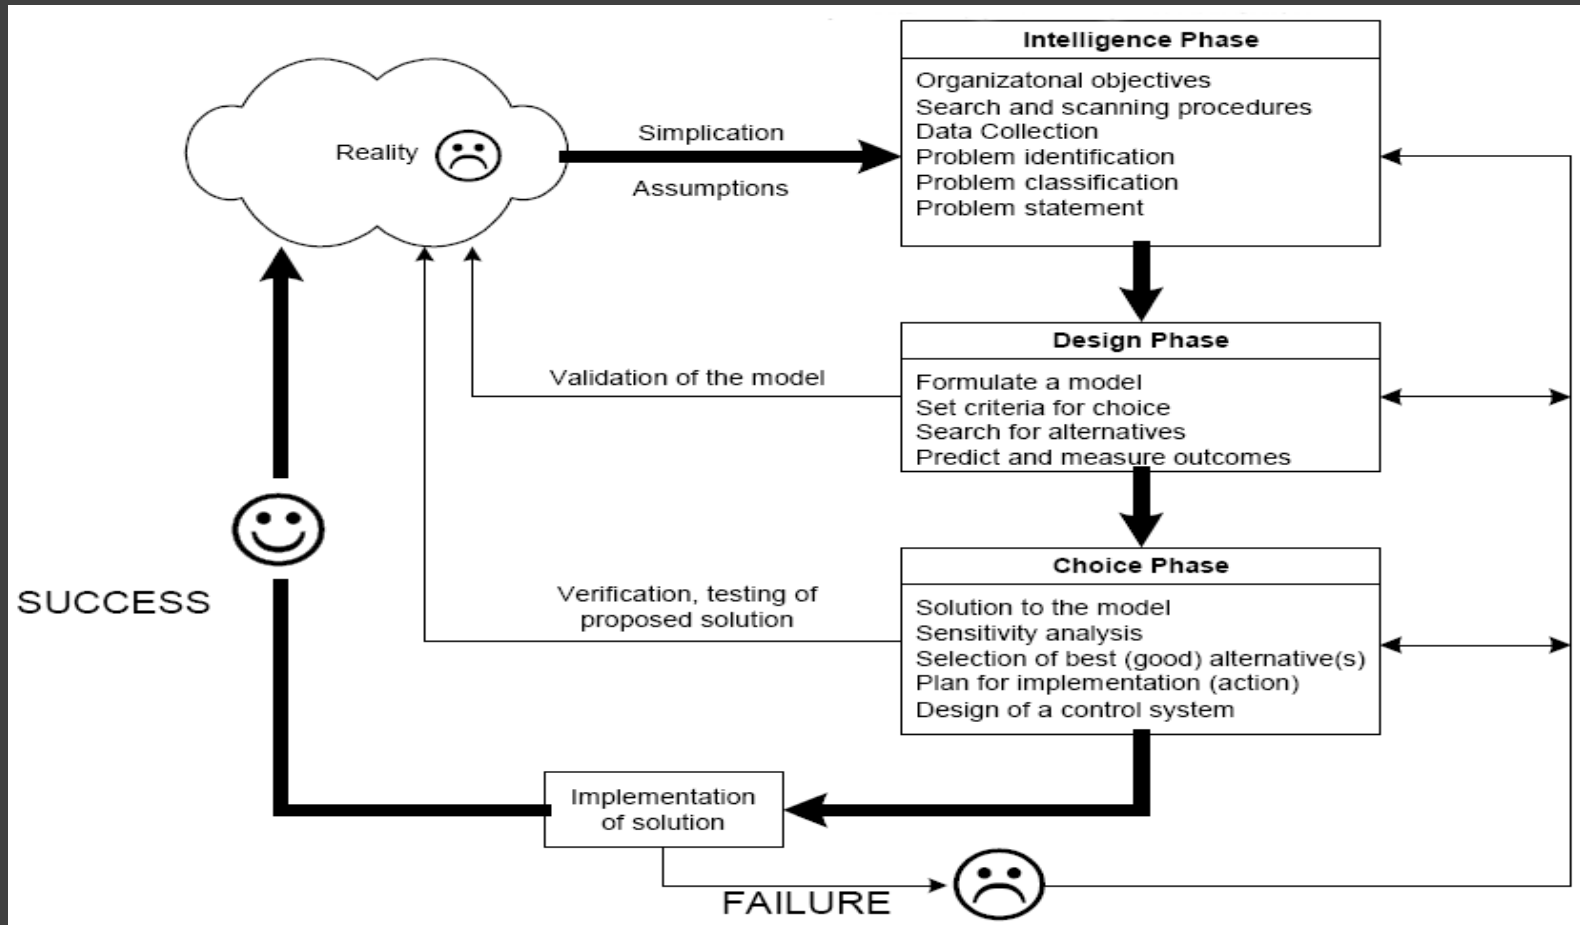 Intelligence Phase
Organizatonal objectives
Search and scanning procedures
Data Collection
Problem identification
Problem classification
Problem statement
Reality
Simplication
Assumptions
Design Phase
Formulate a model
Set criteria for choice
Search for alternatives
Predict and measure outcomes
Validation of the model
Choice Phase
Solution to the model
Sensitivity analysis
Selection of best (good) alternative(s)
Plan for implementation (action)
Design of a control system
Verification, testing of
proposed solution
SUCCESS
Implementation
of solution
FAILURE